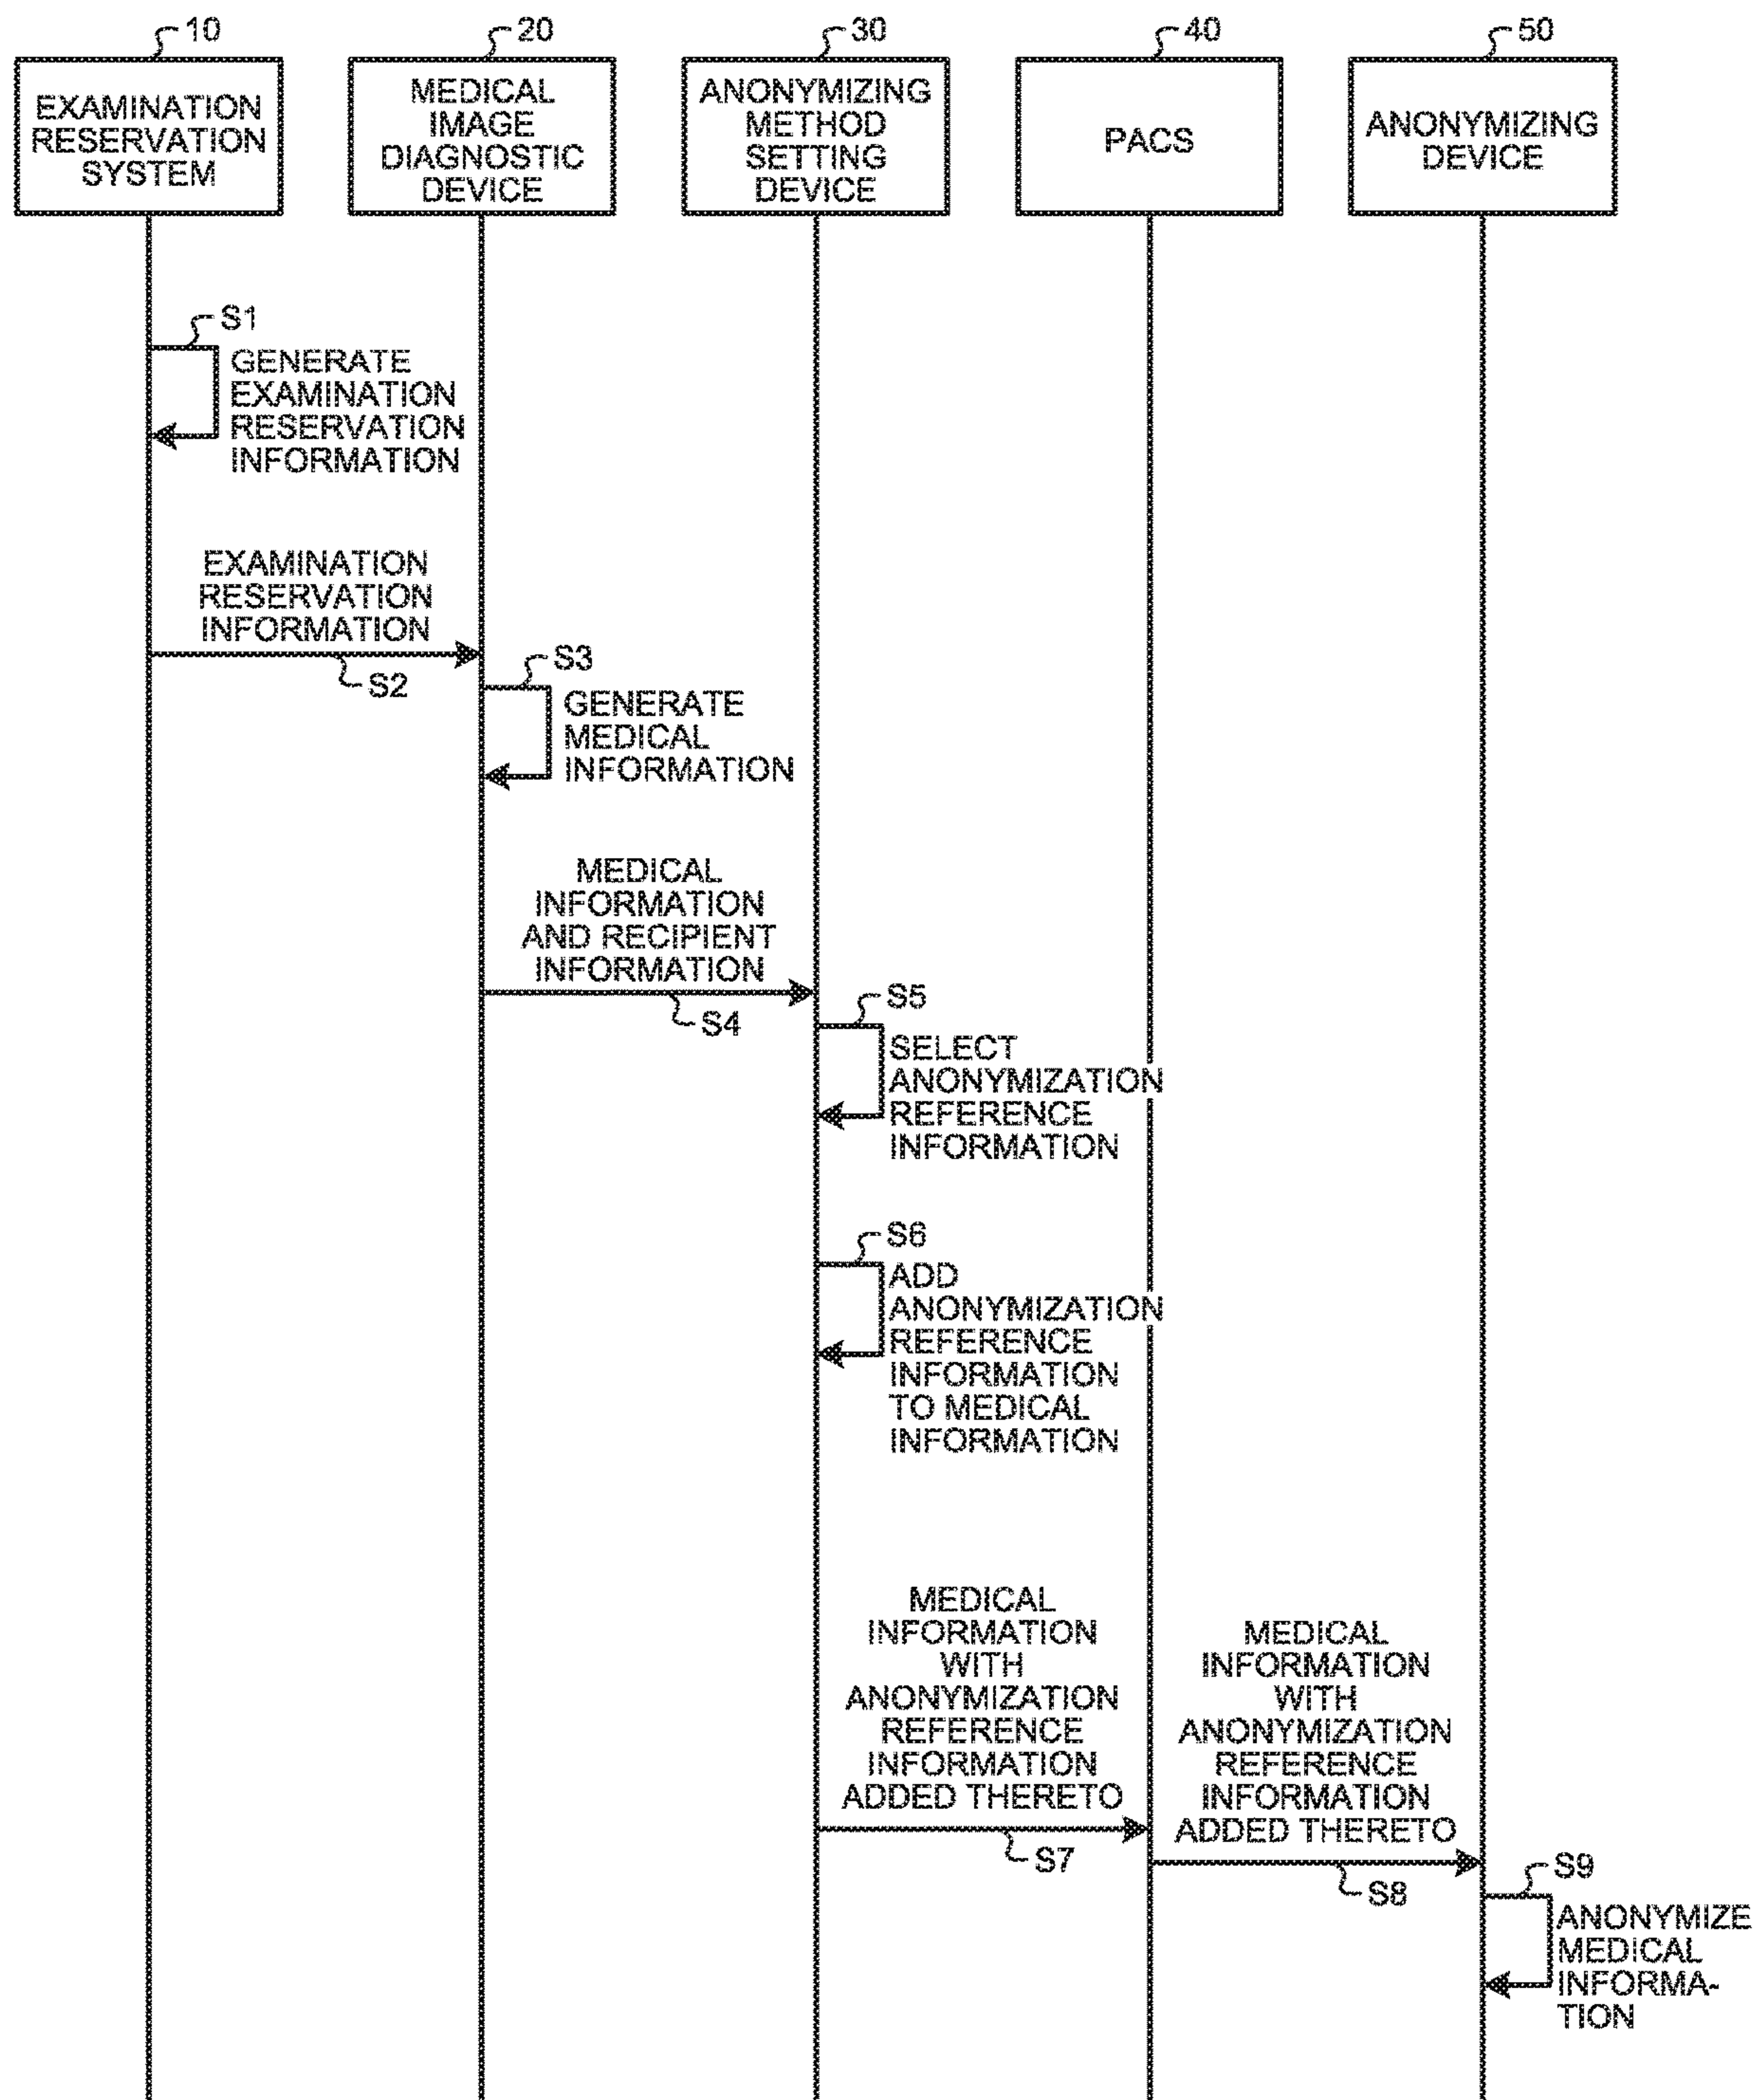 10
20
30
40
50
EXAMINATION
RESERVATION
SYSTEM
MEDICAL
IMAGE
DIAGNOSTIC
DEVICE
ANONYMIZING
METHOD
SETTING
DEVICE
PACS
ANONYMIZING
DEVICE
S1
GENERATE
EXAMINATION
RESERVATION
INFORMATION
EXAMINATION
RESERVATION
INFORMATION
S2
S3
GENERATE
MEDICAL
INFORMATION
MEDICAL
INFORMATION
AND RECIPIENT
INFORMATION
S4
S5
SELECT
ANONYMIZATION
REFERENCE
INFORMATION
S6
ADD
ANONYMIZATION
REFERENCE
INFORMATION
TO MEDICAL
INFORMATION
MEDICAL
INFORMATION
WITH
ANONYMIZATION
REFERENCE
INFORMATION
ADDED THERETO
S7
MEDICAL
INFORMATION
WITH
ANONYMIZATION
REFERENCE
INFORMATION
ADDED THERETO
S8
S9
ANONYMIZE
MEDICAL
INFORMA-
TION